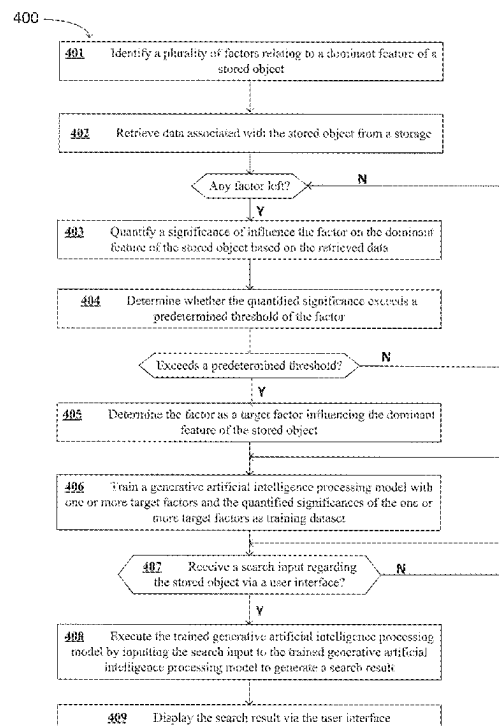 400
401 Identify a plurality of factors relating to a dominant feature of a
stored object
402 Retrieve data associated with the stored object from a storage
Any factor left?
N
Y
403 Quantify a significance of influence the factor on the dominant
feature of the stored object based on the retrieved data
404 Determine whether the quantified significance exceeds a
predetermined threshold of the factor
Exceeds a predetermined threshold?
N
Y
405 Determine the factor as a target factor influencing the dominant
feature of the stored object
406 Train a generative artificial intelligence processing model with
one or more target factors and the quantified significances of the one
or more target factors as training dataset
407 Receive a search input regarding
the stored object via a user interface?
N
Y
408 Execute the trained generative artificial intelligence processing
model by inputting the search input to the trained generative artificial
intelligence processing model to generate a search result
409 Display the search result via the user interface